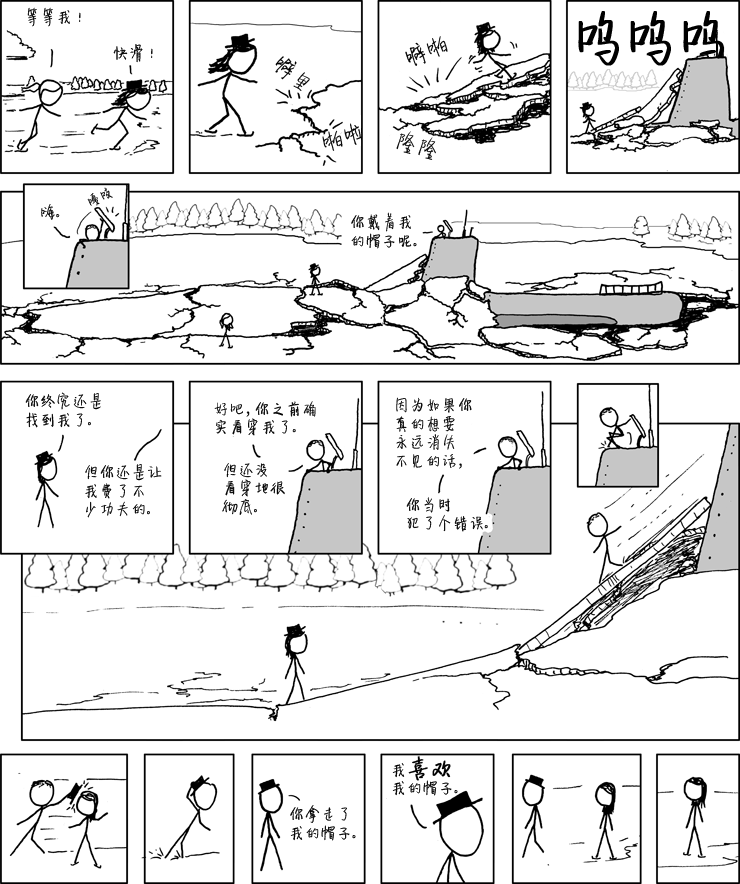 等等我！
快滑！
噼里
啪啦
噼啪
隆隆
呜呜呜
嗨。
你戴着我
的帽子呢。
你终究还是
找到我了。
但你还是让
我费了不
少功夫的。
好吧，你之前确
实看穿我了。
但还没
看穿地很
彻底。
因为如果你
真的想要
永远消失
不见的话，
你当时
犯了个错误。
你拿走了
我的帽子。
我喜欢
我的帽子。